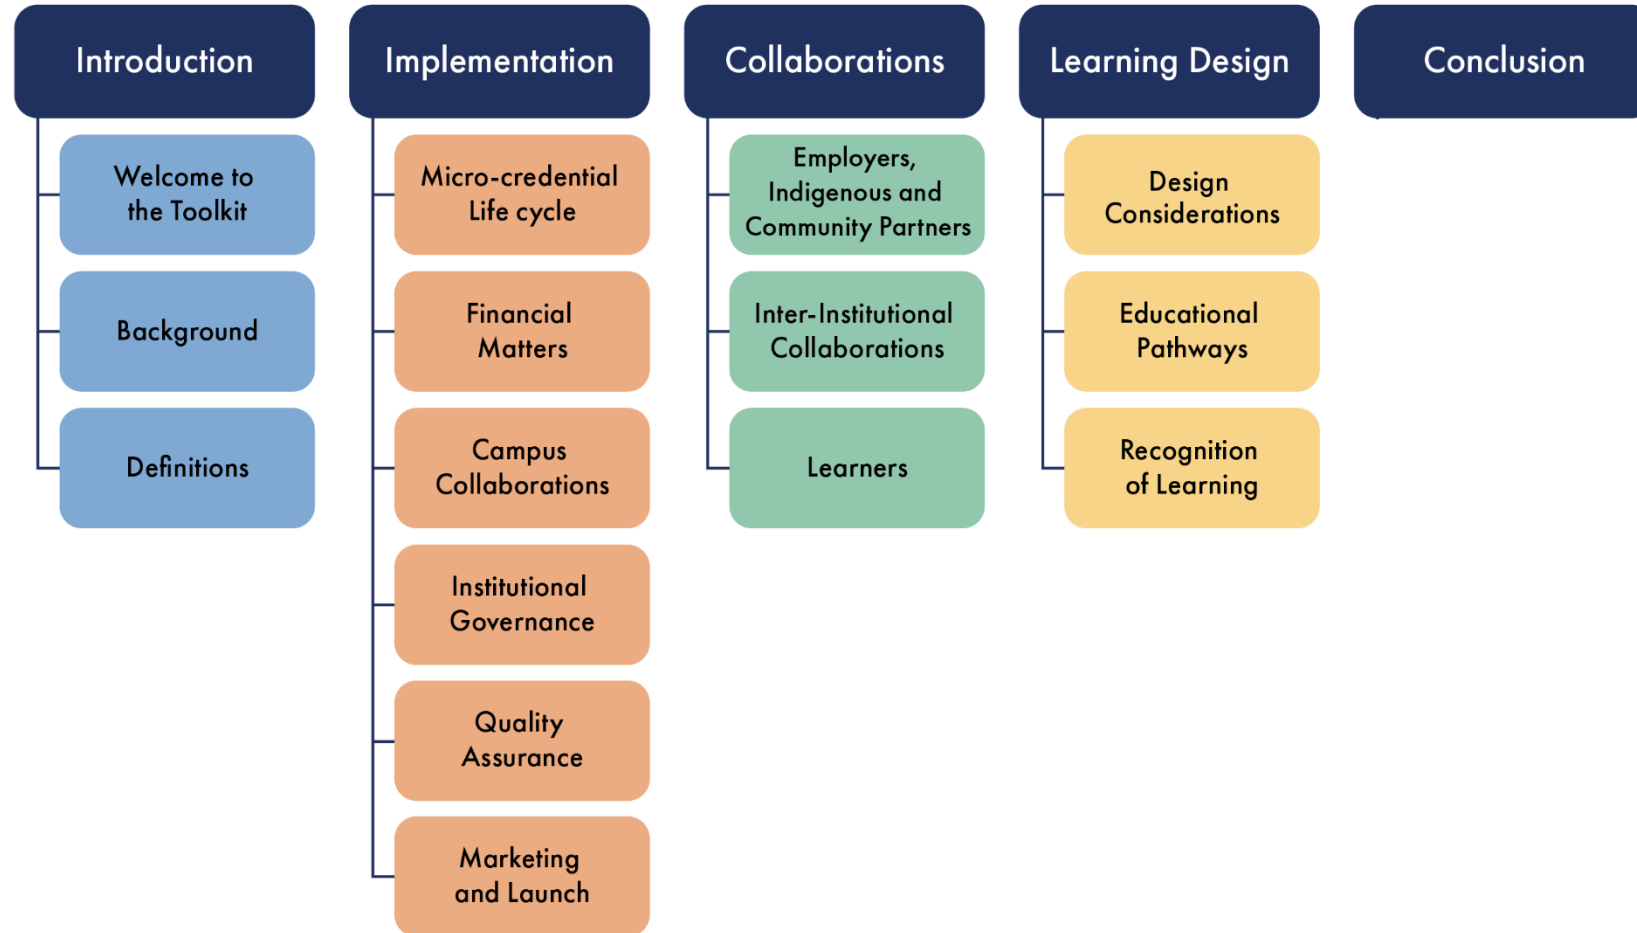 Introduction
Welcome to
the Toolkit
Background
Definitions
Implementation
Micro-credential
Life cycle
Financial
Matters
Campus
Collaborations
Institutional
Governance
Quality
Assurance
Marketing
and Launch
Collaborations
Employers,
Indigenous and
Community Partners
Inter-Institutional
Collaborations
Learners
Learning Design
Design
Considerations
Educational
Pathways
Recognition
of Learning
Conclusion